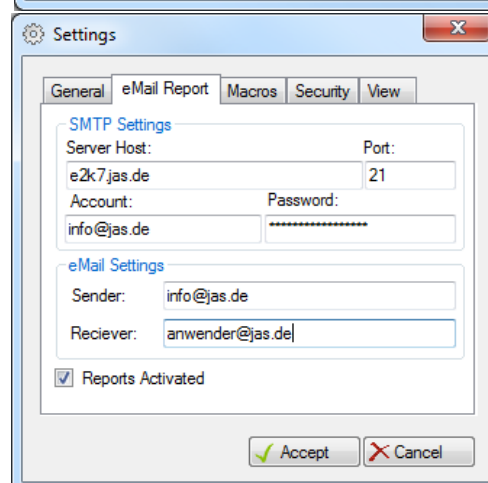 Settings
General eMail Report Macros Security View
SMTP Settings
Server Host: Port:
e2k7.jas.de 21
Account: Password:
info@jas.de *****************
eMail Settings
Sender: info@jas.de
Reciever: anwender@jas.de
Reports Activated
Accept Cancel